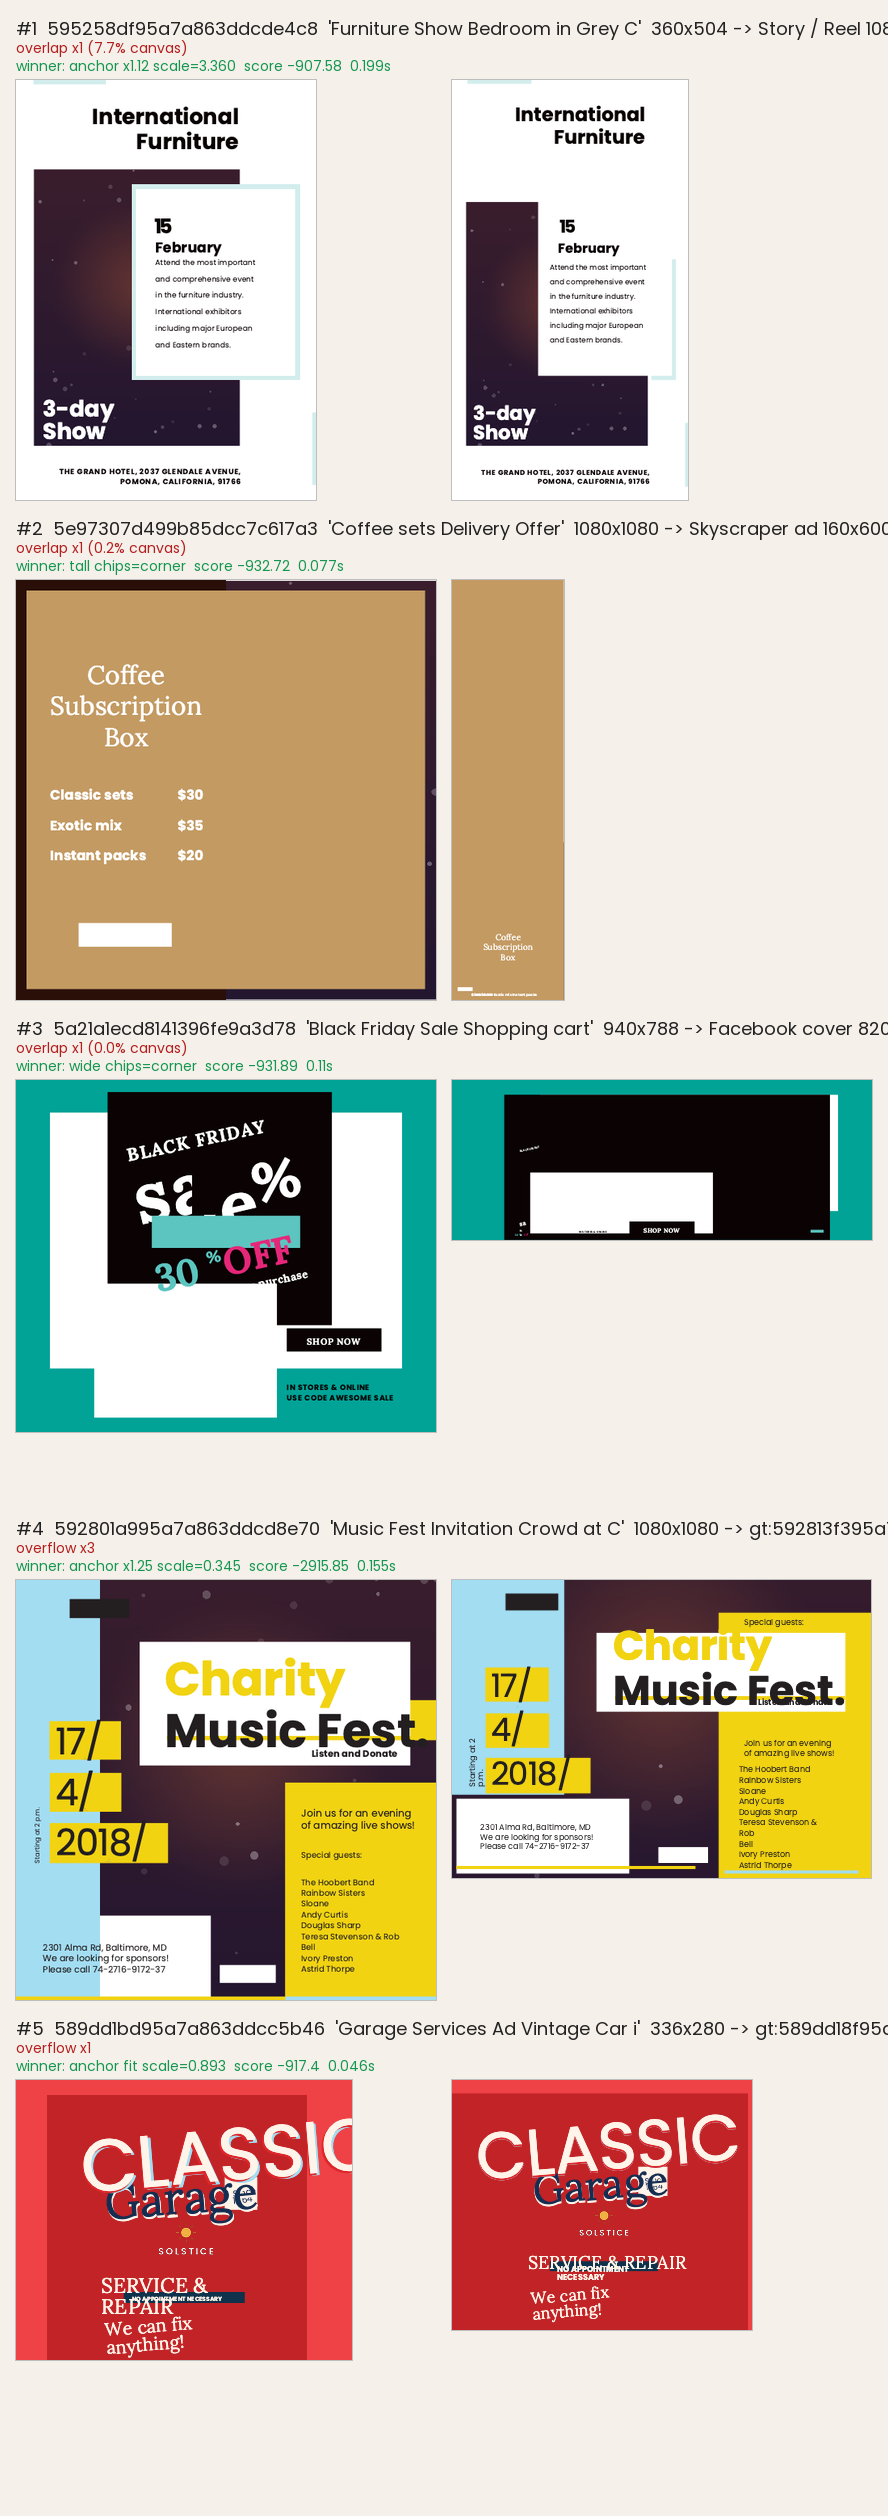 #1 595258df95a7a863ddcde4c8 'Furniture Show Bedroom in Grey C' 360x504 -> Story / Reel 108
overlap x1 (7.7% canvas)
winner: anchor x1.12 scale=3.360 score -907.58 0.199s
International
Furniture
15
February
Attend the most important
and comprehensive event
in the furniture industry.
International exhibitors
including major European
and Eastern brands.
3-day
Show
THE GRAND HOTEL, 2037 GLENDALE AVENUE,
POMONA, CALIFORNIA, 91766
International
Furniture
15
February
Attend the most important
and comprehensive event
in the furniture industry.
International exhibitors
including major European
and Eastern brands.
3-day
Show
THE GRAND HOTEL, 2037 GLENDALE AVENUE,
POMONA, CALIFORNIA, 91766
#2 5e97307d499b85dcc7c617a3 'Coffee sets Delivery Offer' 1080x1080 -> Skyscraper ad 160x600
overlap x1 (0.2% canvas)
winner: tall chips=corner score -932.72 0.077s
Coffee
Subscription
Box
Classic sets $30
Exotic mix $35
Instant packs $20
Coffee
Subscription
Box
#3 5a21a1ecd8141396fe9a3d78 'Black Friday Sale Shopping cart' 940x788 -> Facebook cover 820
overlap x1 (0.0% canvas)
winner: wide chips=corner score -931.89 0.11s
BLACK FRIDAY
sale%
30 %OFF
purchase
SHOP NOW
IN STORES & ONLINE
USE CODE AWESOME SALE
SHOP NOW
#4 592801a995a7a863ddcd8e70 'Music Fest Invitation Crowd at C' 1080x1080 -> gt:592813f395a7
overflow x3
winner: anchor x1.25 scale=0.345 score -2915.85 0.155s
Charity
Music Fest.
Listen and Donate
17/
4/
2018/
Starting at 2 p.m.
Join us for an evening
of amazing live shows!
Special guests:
The Hoobert Band
Rainbow Sisters
Sloane
Andy Curtis
Douglas Sharp
Teresa Stevenson & Rob
Bell
Ivory Preston
Astrid Thorpe
2301 Alma Rd, Baltimore, MD
We are looking for sponsors!
Please call 74-2716-9172-37
Special guests:
Charity
Music Fest.
Listen and Donate
17/
4/
2018/
Starting at 2
p.m.
Join us for an evening
of amazing live shows!
The Hoobert Band
Rainbow Sisters
Sloane
Andy Curtis
Douglas Sharp
Teresa Stevenson &
Rob
Bell
Ivory Preston
Astrid Thorpe
2301 Alma Rd, Baltimore, MD
We are looking for sponsors!
Please call 74-2716-9172-37
#5 589dd1bd95a7a863ddcc5b46 'Garage Services Ad Vintage Car i' 336x280 -> gt:589dd18f95a
overflow x1
winner: anchor fit scale=0.893 score -917.4 0.046s
CLASSIC
Garage
SOLSTICE
SERVICE &
REPAIR
NO APPOINTMENT NECESSARY
We can fix
anything!
CLASSIC
Garage
SOLSTICE
SERVICE & REPAIR
NO APPOINTMENT
NECESSARY
We can fix
anything!